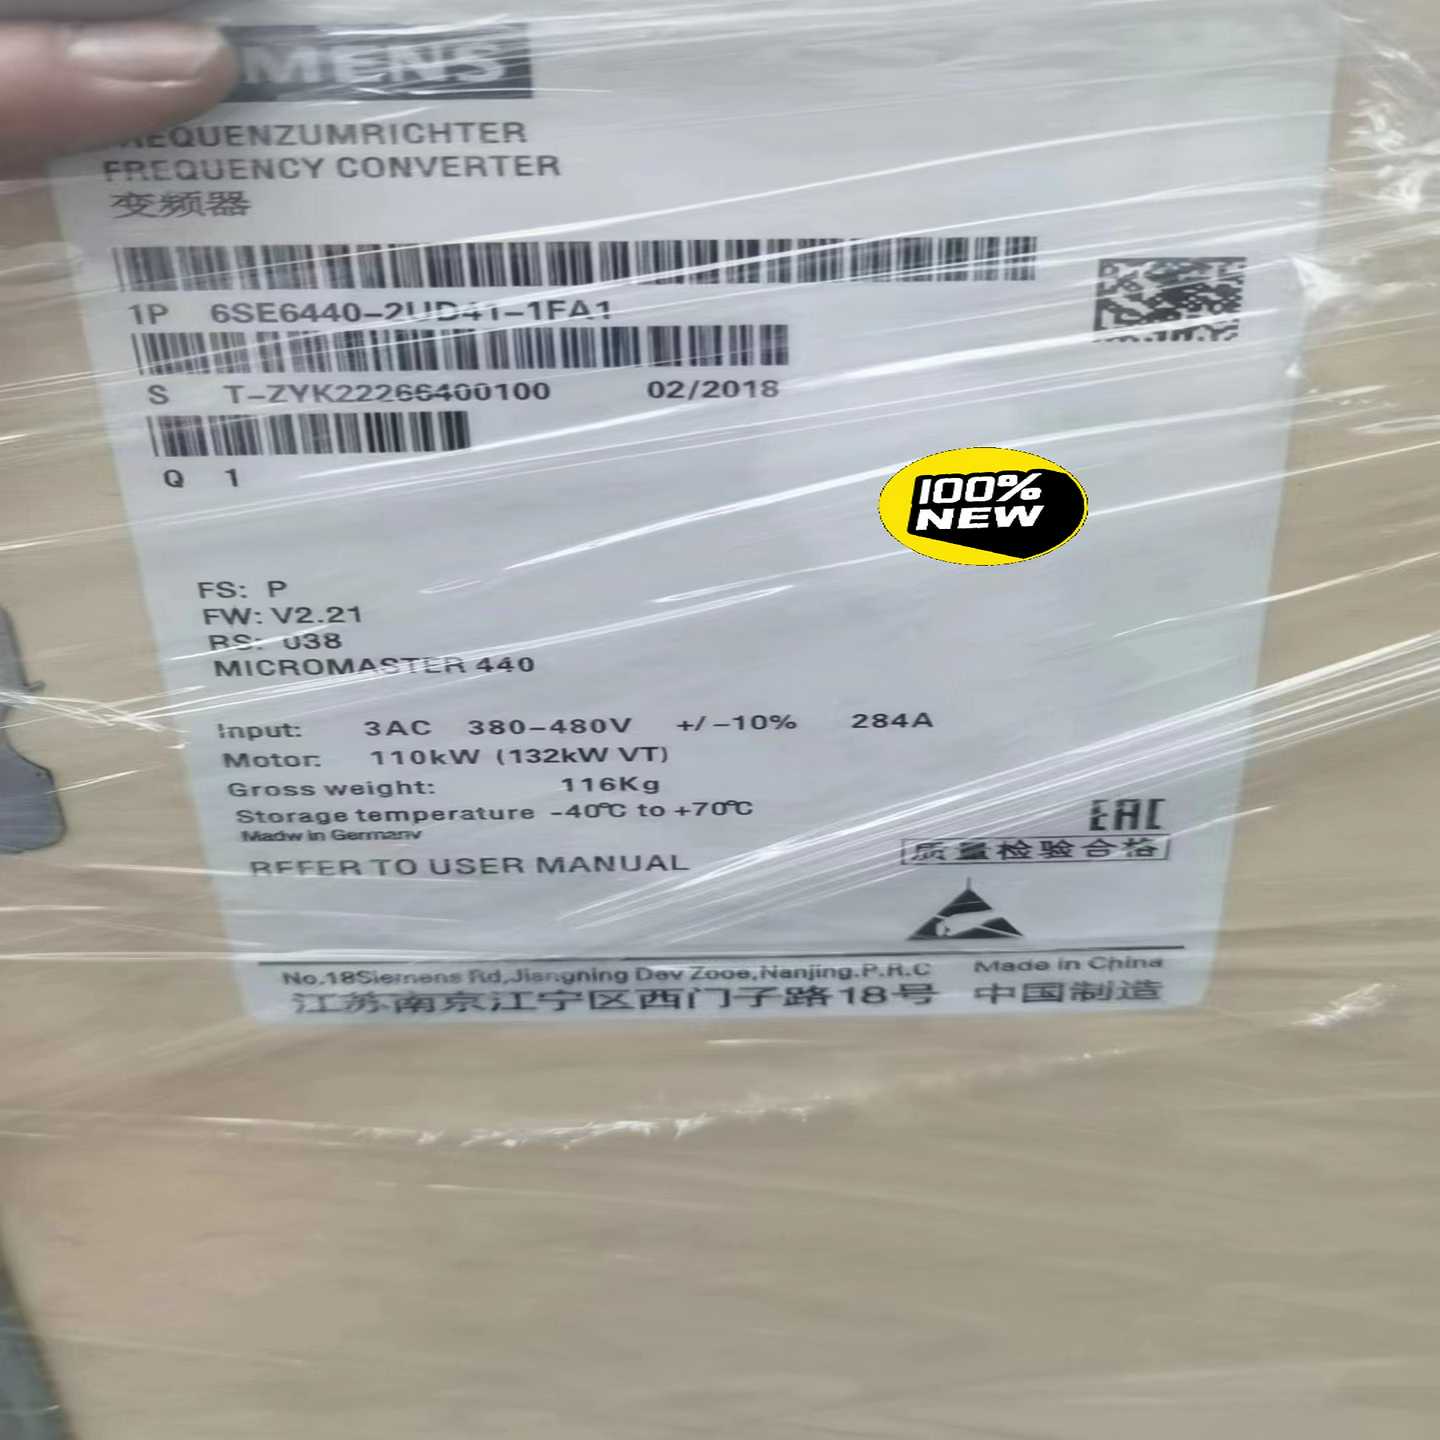 MENS
FREQUENZUMRICHTER
FREQUENCY CONVERTER
变频器
1P 6SE6440-2UD41-1FA1
S T-ZYK22266400100 02/2018
Q 1
100%
NEW
FS: P
FW: V2.21
RS: 038
MICROMASTER 440
Input: 3AC 380-480V +/-10% 284A
Motor: 110kW (132kW VT)
Gross weight: 116Kg
Storage temperature -40℃ to +70℃
Madw in Germany
REFER TO USER MANUAL
EAC
质量检验合格
No.18Siemens Rd,Jiangning Dev Zooe,Nanjing.P.R.C Made in China
江苏南京江宁区西门子路18号 中国制造